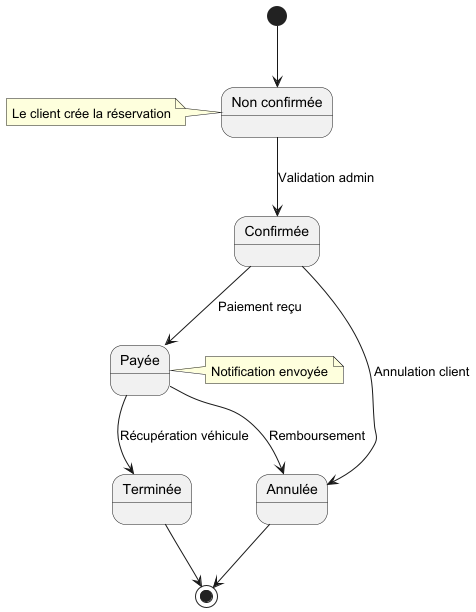 Non confirmée
Le client crée la réservation
Validation admin
Confirmée
Paiement reçu
Payée
Notification envoyée
Annulation client
Récupération véhicule
Remboursement
Terminée
Annulée